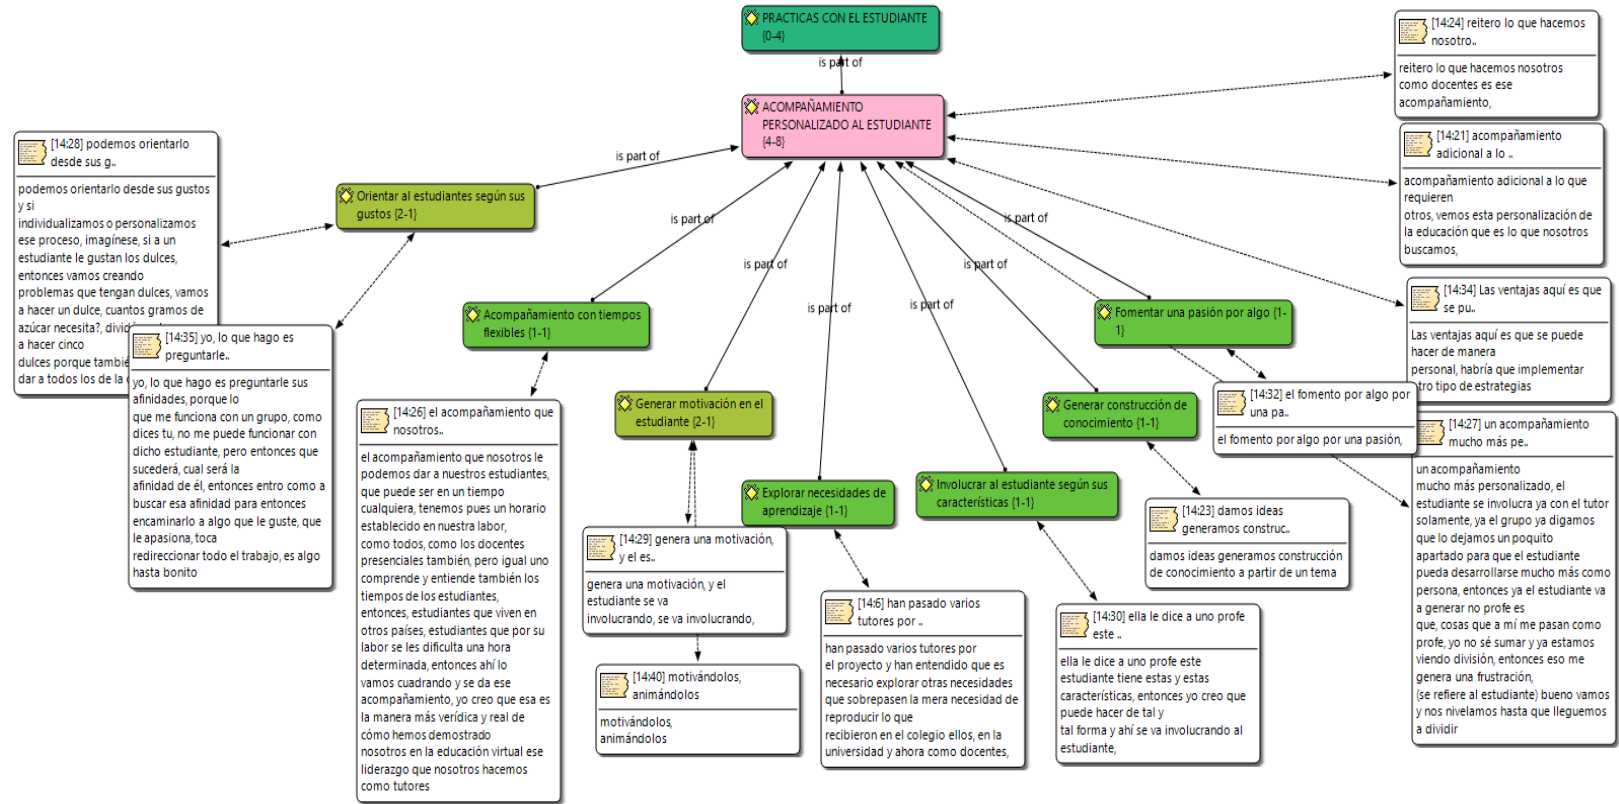 PRACTICAS CON EL ESTUDIANTE
{0-4}
is part of
ACOMPAÑAMIENTO
PERSONALIZADO AL ESTUDIANTE
{4-8}
[14:24] reitero lo que hacemos
nosotro..
reitero lo que hacemos nosotros
como docentes es ese
acompañamiento,
[14:21] acompañamiento
adicional a lo ..
acompañamiento adicional a lo que
requieren
otros, vemos esta personalización de
la educación que es lo que nosotros
buscamos,
[14:34] Las ventajas aquí es que
se pu..
Las ventajas aquí es que se puede
hacer de manera
personal, habría que implementar
otro tipo de estrategias
[14:27] un acompañamiento
mucho más pe..
un acompañamiento
mucho más personalizado, el
estudiante se involucra ya con el tutor
solamente, ya el grupo ya digamos
que lo dejamos un poquito
apartado para que el estudiante
pueda desarrollarse mucho más como
persona, entonces ya el estudiante va
a generar no profe es
que, cosas que a mí me pasan como
profe, yo no sé sumar y ya estamos
viendo división, entonces eso me
genera una frustración,
(se refiere al estudiante) bueno vamos
y nos nivelamos hasta que lleguemos
a dividir
is part of
Orientar al estudiantes según sus
gustos {2-1}
[14:28] podemos orientarlo
desde sus g..
podemos orientarlo desde sus gustos
y si
individualizamos o personalizamos
ese proceso, imagínese, si a un
estudiante le gustan los dulces,
entonces vamos creando
problemas que tengan dulces, vamos
a hacer un dulce, cuantos gramos de
azúcar necesita?,
a hacer cinco
dulces porque
dar a todos los de la
[14:35] yo, lo que hago es
preguntarle..
yo, lo que hago es preguntarle sus
afinidades, porque lo
que me funciona con un grupo, como
dices tu, no me puede funcionar con
dicho estudiante, pero entonces que
sucederá, cual será la
afinidad de él, entonces entro como a
buscar esa afinidad para entonces
encaminarlo a algo que le guste, que
le apasiona, toca
redireccionar todo el trabajo, es algo
hasta bonito
is part of
Acompañamiento con tiempos
flexibles {1-1}
[14:26] el acompañamiento que
nosotros..
el acompañamiento que nosotros le
podemos dar a nuestros estudiantes,
que puede ser en un tiempo
cualquiera, tenemos pues un horario
establecido en nuestra labor,
como todos, como los docentes
presenciales también, pero igual uno
comprende y entiende también los
tiempos de los estudiantes,
entonces, estudiantes que viven en
otros países, estudiantes que por su
labor se les dificulta una hora
determinada, entonces ahí lo
vamos cuadrando y se da ese
acompañamiento, yo creo que esa es
la manera más verídica y real de
cómo hemos demostrado
nosotros en la educación virtual ese
liderazgo que nosotros hacemos
como tutores
is part of
Generar motivación en el
estudiante {2-1}
[14:29] genera una motivación,
y el es..
genera una motivación, y el
estudiante se va
involucrando, se va involucrando,
[14:40] motivándolos,
animándolos
motivándolos,
animándolos
is part of
Explorar necesidades de
aprendizaje {1-1}
[14:6] han pasado varios
tutores por ..
han pasado varios tutores por
el proyecto y han entendido que es
necesario explorar otras necesidades
que sobrepasen la mera necesidad de
reproducir lo que
recibieron en el colegio ellos, en la
universidad y ahora como docentes,
is part of
Involucrar al estudiante según sus
características {1-1}
[14:30] ella le dice a uno profe
este ..
ella le dice a uno profe este
estudiante tiene estas y estas
características, entonces yo creo que
puede hacer de tal y
tal forma y ahí se va involucrando al
estudiante,
is part of
Generar construcción de
conocimiento {1-1}
[14:23] damos ideas
generamos construc..
damos ideas generamos construcción
de conocimiento a partir de un tema
is part of
Fomentar una pasión por algo {1-
1}
[14:32] el fomento por algo por
una pa..
el fomento por algo por una pasión,